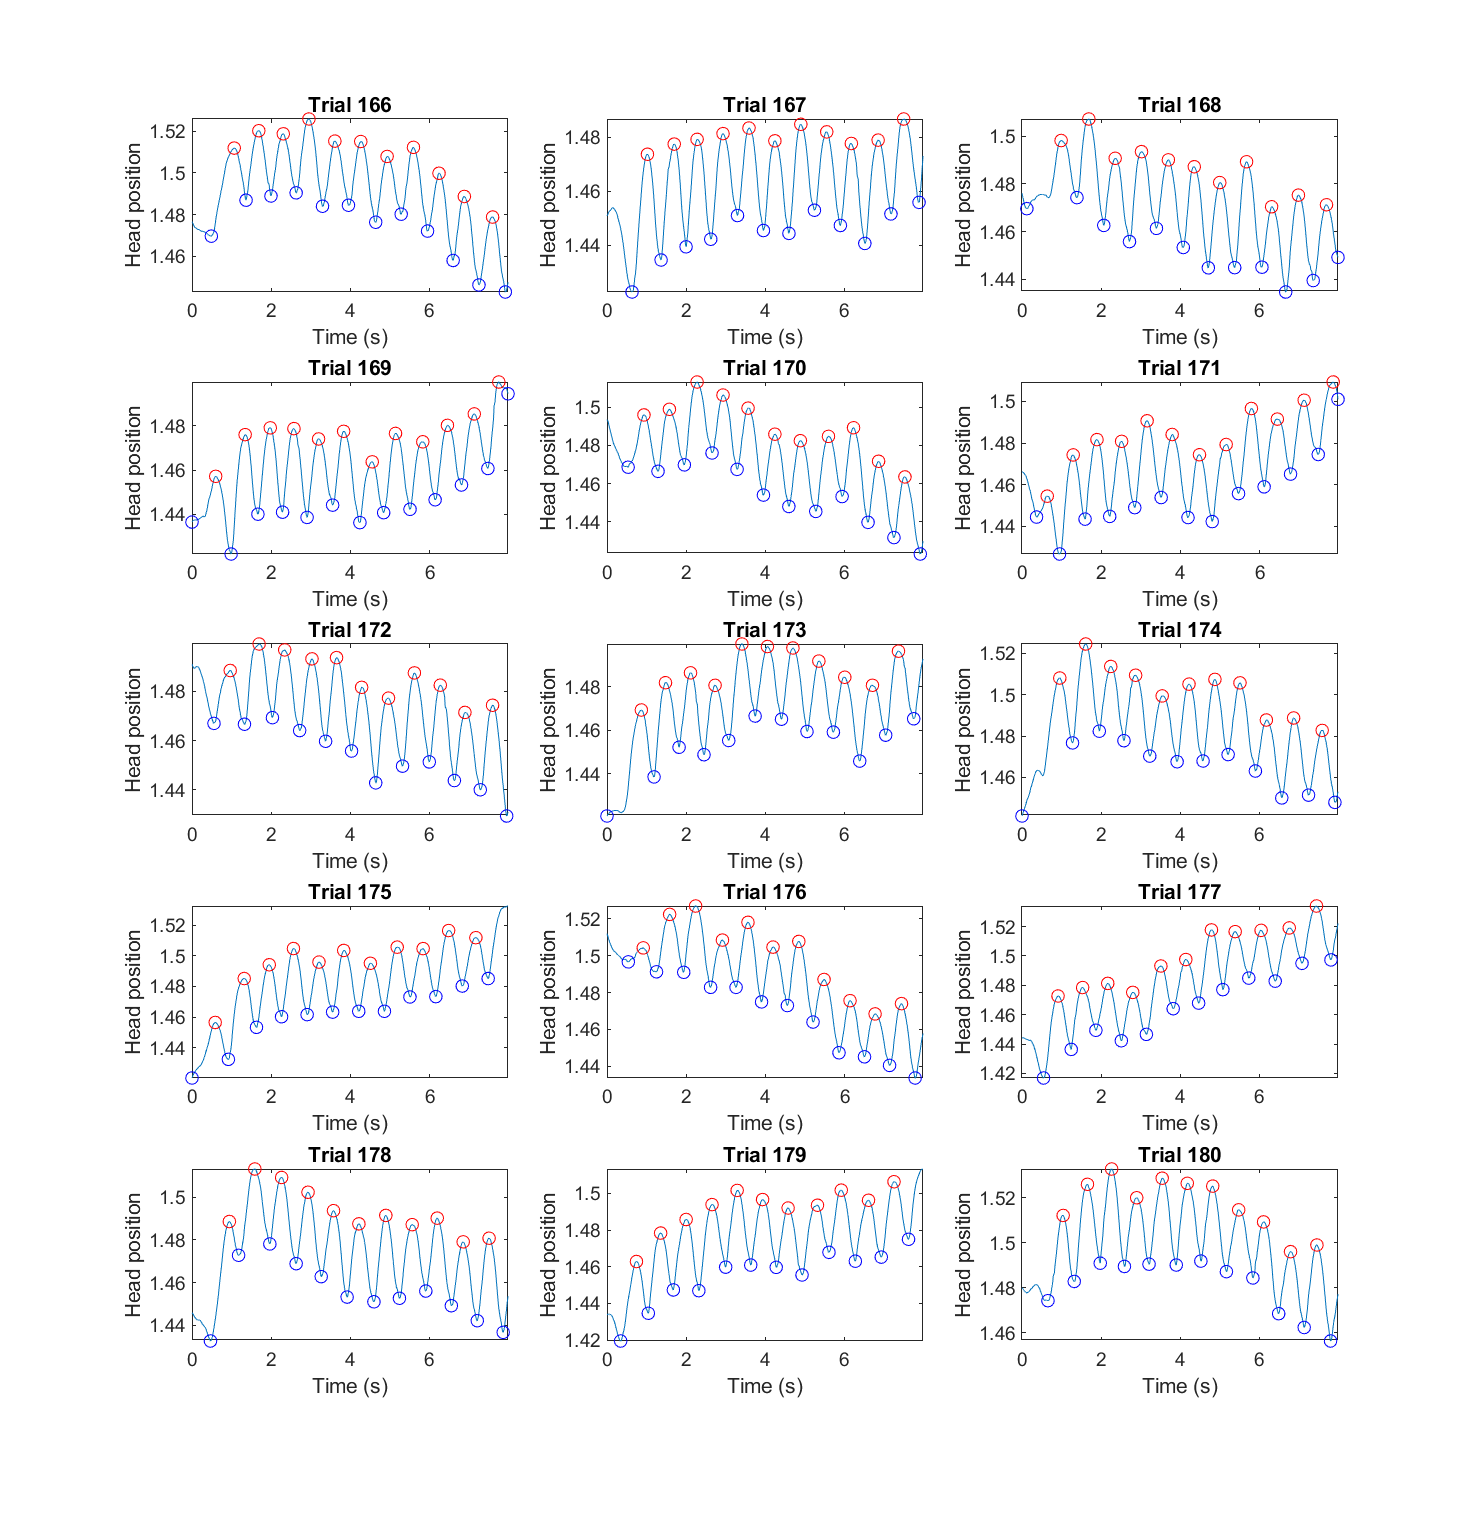 Trial 166 Trial 167 Trial 168
Head position 1.52 1.5 1.48 1.46 Head position 1.48 1.46 1.44 Head position 1.5 1.48 1.46 1.44
0 2 4 6 0 2 4 6 0 2 4 6
Time (s) Time (s) Time (s)
Trial 169 Trial 170 Trial 171
Head position 1.48 1.46 1.44 Head position 1.5 1.48 1.46 1.44 Head position 1.5 1.48 1.46 1.44
0 2 4 6 0 2 4 6 0 2 4 6
Time (s) Time (s) Time (s)
Trial 172 Trial 173 Trial 174
Head position 1.48 1.46 1.44 Head position 1.48 1.46 1.44 Head position 1.52 1.5 1.48 1.46
0 2 4 6 0 2 4 6 0 2 4 6
Time (s) Time (s) Time (s)
Trial 175 Trial 176 Trial 177
Head position 1.52 1.5 1.48 1.46 1.44 Head position 1.52 1.5 1.48 1.46 1.44 Head position 1.52 1.5 1.48 1.46 1.44 1.42
0 2 4 6 0 2 4 6 0 2 4 6
Time (s) Time (s) Time (s)
Trial 178 Trial 179 Trial 180
Head position 1.5 1.48 1.46 1.44 Head position 1.5 1.48 1.46 1.44 1.42 Head position 1.52 1.5 1.48 1.46
0 2 4 6 0 2 4 6 0 2 4 6
Time (s) Time (s) Time (s)